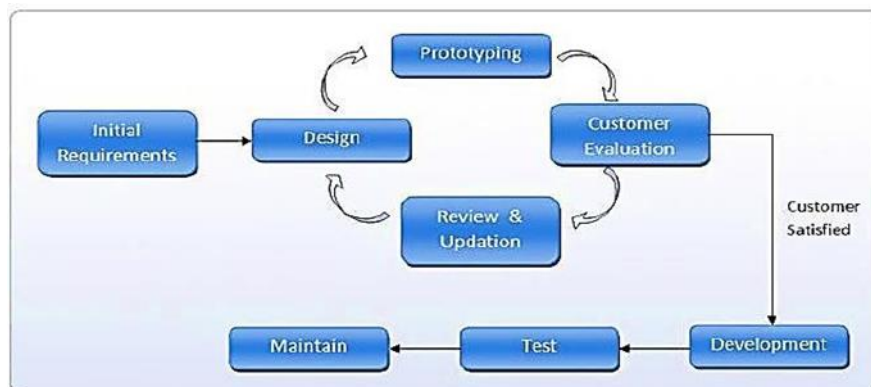 Prototyping
Initial
Requirements
Design
Customer
Evaluation
Review &
Updation
Customer
Satisfied
Maintain
Test
Development